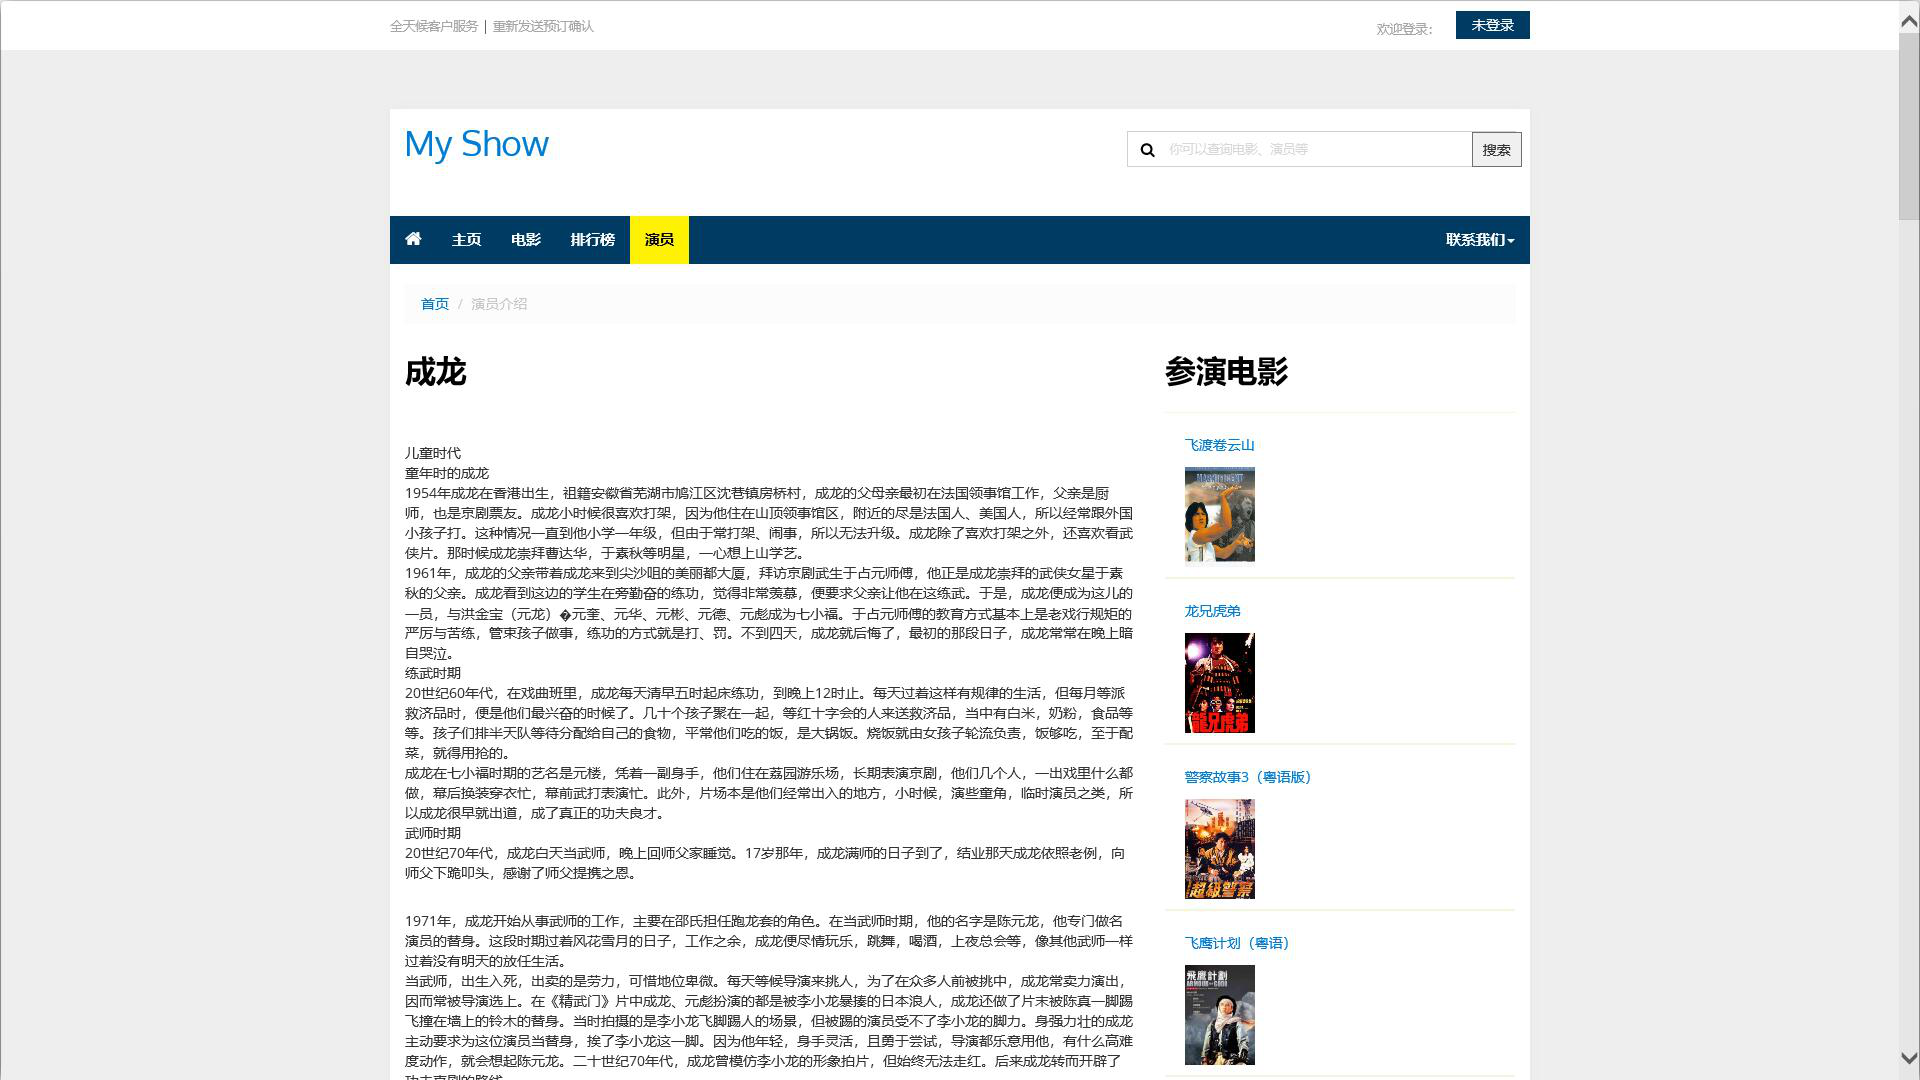 全天候客户服务 | 重新发送预订确认
欢迎登录:
未登录
My Show
你可以查询电影、演员等
搜索
主页
电影
排行榜
演员
联系我们
首页 / 演员介绍
成龙
儿童时代
童年时的成龙
1954年成龙在香港出生，祖籍安徽省芜湖市鸠江区沈巷镇房桥村，成龙的父母亲最初在法国领事馆工作，父亲是厨
师，也是京剧票友。成龙小时候很喜欢打架，因为他住在山顶领事馆区，附近的尽是法国人、美国人，所以经常跟外国
小孩子打。这种情况一直到他小学一年级，但由于常打架、闹事，所以无法升级。成龙除了喜欢打架之外，还喜欢看武
侠片。那时候成龙崇拜曹达华，于素秋等明星，一心想上山学艺。
1961年，成龙的父亲带着成龙来到尖沙咀的美丽都大厦，拜访京剧武生于占元师傅，他正是成龙崇拜的武侠女星于素
秋的父亲。成龙看到这边的学生在旁勤奋的练功，觉得非常羡慕，便要求父亲让他在这练武。于是，成龙便成为这儿的
一员，与洪金宝（元龙）�元奎、元华、元彬、元德、元彪成为七小福。于占元师傅的教育方式基本上是老戏行规矩的
严厉与苦练，管束孩子做事，练功的方式就是打、罚。不到四天，成龙就后悔了，最初的那段日子，成龙常常在晚上暗
自哭泣。
练武时期
20世纪60年代，在戏曲班里，成龙每天清早五时起床练功，到晚上12时止。每天过着这样有规律的生活，但每月等派
救济品时，便是他们最兴奋的时候了。几十个孩子聚在一起，等红十字会的人来送救济品，当中有白米，奶粉，食品等
等。孩子们排半天队等待分配给自己的食物，平常他们吃的饭，是大锅饭。烧饭就由女孩子轮流负责，饭够吃，至于配
菜，就得用抢的。
成龙在七小福时期的艺名是元楼，凭着一副身手，他们住在荔园游乐场，长期表演京剧，他们几个人，一出戏里什么都
做，幕后换装穿衣忙，幕前武打表演忙。此外，片场本是他们经常出入的地方，小时候，演些童角，临时演员之类，所
以成龙很早就出道，成了真正的功夫良才。
武师时期
20世纪70年代，成龙白天当武师，晚上回师父家睡觉。17岁那年，成龙满师的日子到了，结业那天成龙依照老例，向
师父下跪叩头，感谢了师父提携之恩。
1971年，成龙开始从事武师的工作，主要在邵氏担任跑龙套的角色。在当武师时期，他的名字是陈元龙，他专门做名
演员的替身。这段时期过着风花雪月的日子，工作之余，成龙便尽情玩乐，跳舞，喝酒，上夜总会等，像其他武师一样
过着没有明天的放任生活。
当武师，出生入死，出卖的是劳力，可惜地位卑微。每天等候导演来挑人，为了在众多人前被挑中，成龙常卖力演出，
因而常被导演选上。在《精武门》片中成龙、元彪扮演的都是被李小龙暴揍的日本浪人，成龙还做了片末被陈真一脚踢
飞撞在墙上的铃木的替身。当时拍摄的是李小龙飞脚踢人的场景，但被踢的演员受不了李小龙的脚力。身强力壮的成龙
主动要求为这位演员当替身，挨了李小龙这一脚。因为他年轻，身手灵活，且勇于尝试，导演都乐意用他，有什么高难
度动作，就会想起陈元龙。二十世纪70年代，成龙曾模仿李小龙的形象拍片，但始终无法走红。后来成龙转而开辟了
功夫喜剧的路线
参演电影
飞渡卷云山
龙兄虎弟
龍兄虎弟
警察故事3（粤语版）
超級警察
飞鹰计划（粤语）
飛鷹計劃